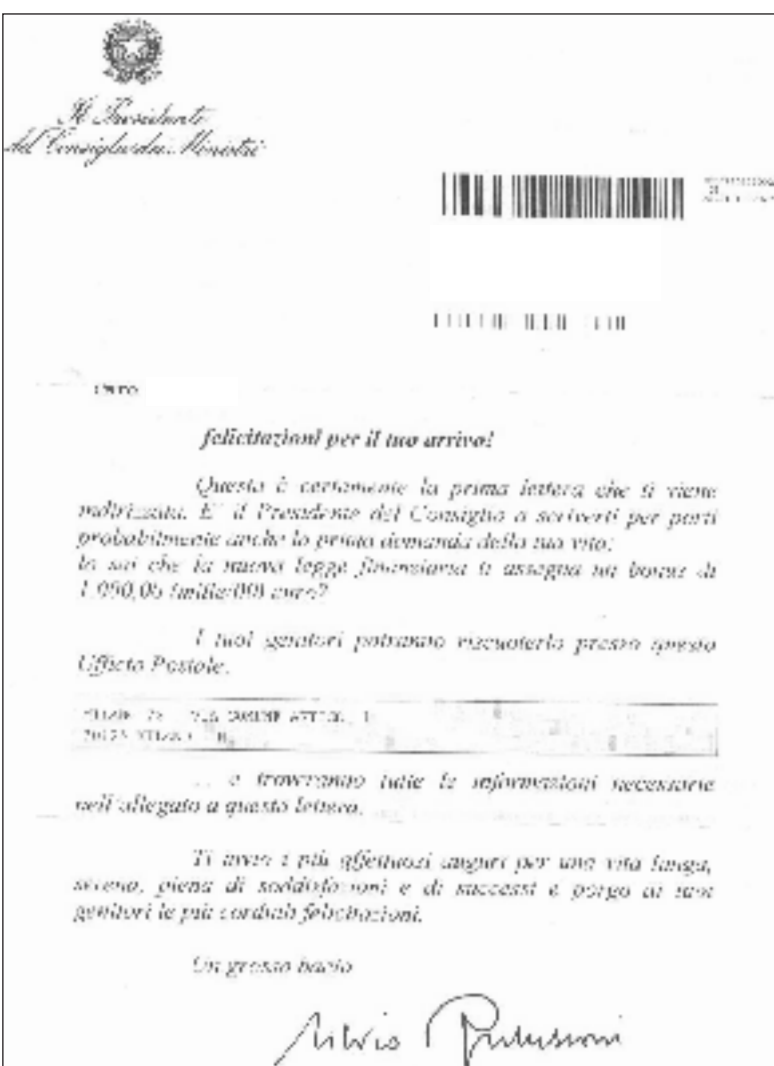 Il Presidente
del Consiglio dei Ministri
felicitazioni per il tuo arrivo!
Questa è certamente la prima lettera che ti viene
indirizzata. E' il Presidente del Consiglio a scriverti per porti
probabilmente anche la prima domanda della tua vita:
lo sai che la nuova legge finanziaria ti assegna un bonus di
1.000,00 (mille/00) euro?
I tuoi genitori potranno riscuoterlo presso questo
Ufficio Postale.
... e troveranno tutte le informazioni necessarie
nell'allegato a questa lettera.
Ti invio i più affettuosi auguri per una vita lunga,
serena, piena di soddisfazioni e di successi e porgo ai tuoi
genitori le più cordiali felicitazioni.
Un grosso bacio
Silvio Berlusconi